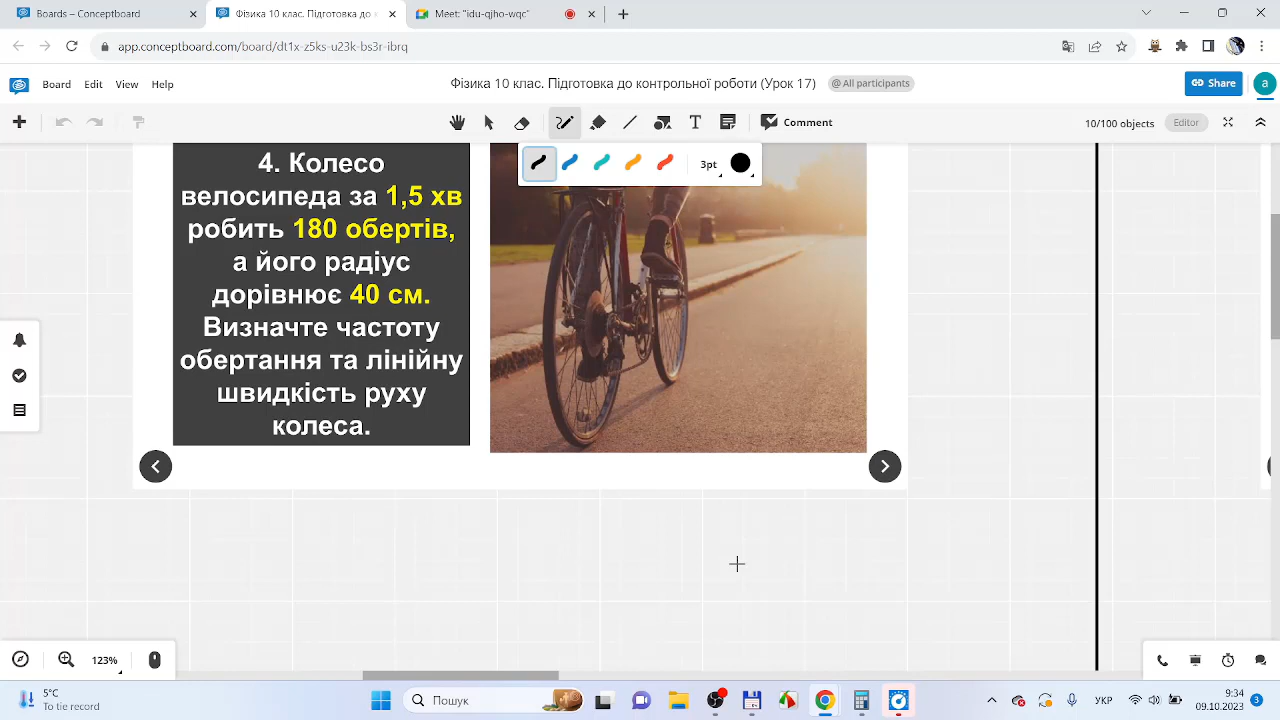 Boards – Conceptboard
Фізика 10 клас. Підготовка до
Meet: "idu-qjho-wqc"
app.conceptboard.com/board/dt1x-z5ks-u23k-bs3r-ibrq
Board Edit View Help
Фізика 10 клас. Підготовка до контрольної роботи (Урок 17)
@ All participants
Share
a
Comment
10/100 objects
Editor
3pt
4. Колесо
велосипеда за 1,5 хв
робить 180 обертів,
а його радіус
дорівнює 40 см.
Визначте частоту
обертання та лінійну
швидкість руху
колеса.
123%
5°C
To tie record
Пошук
УКР
9:34
09.10.2023
3